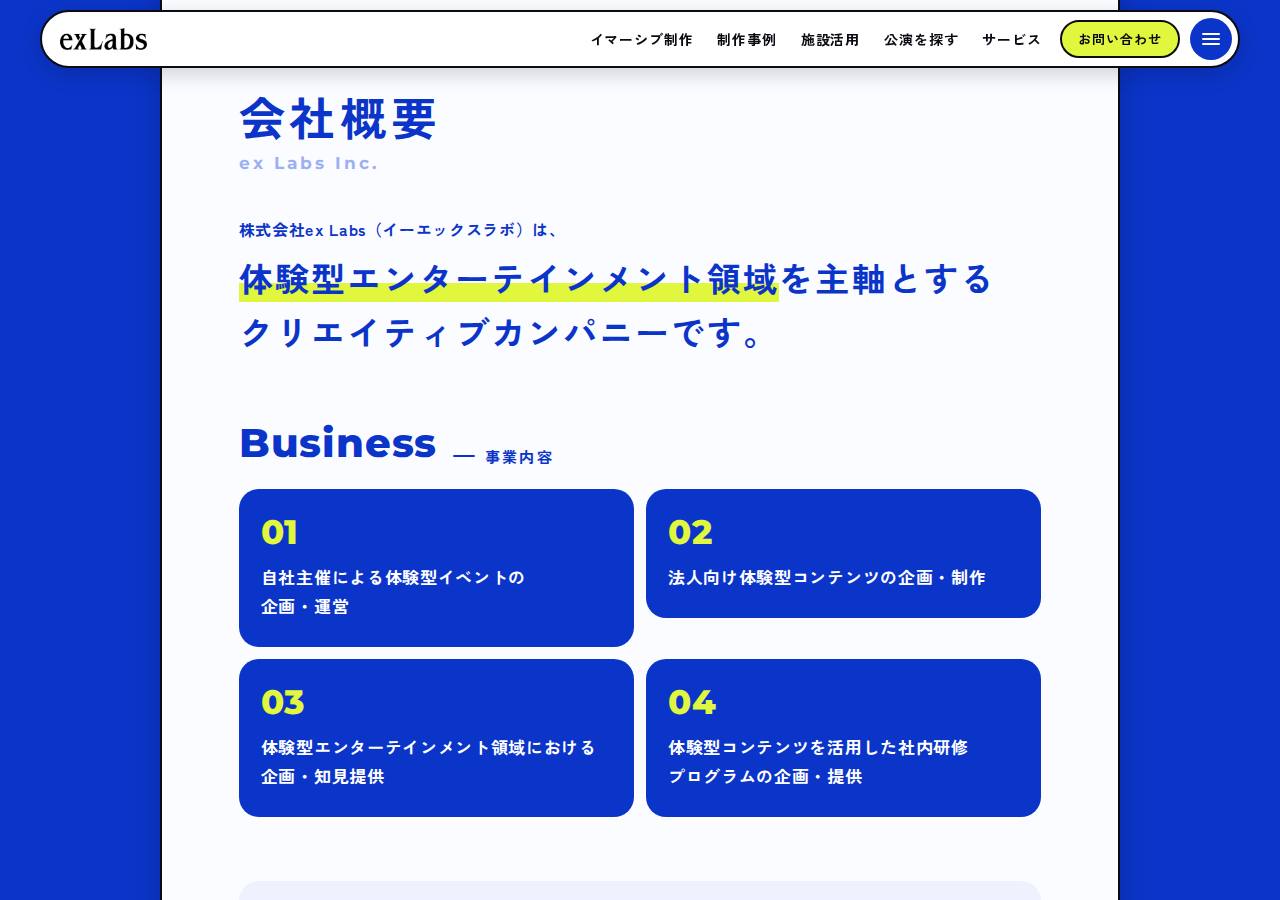 exLabs
イマーシブ制作
制作事例
施設活用
公演を探す
サービス
お問い合わせ
会社概要
ex Labs Inc.
株式会社ex Labs（イーエックスラボ）は、
体験型エンターテインメント領域を主軸とする
クリエイティブカンパニーです。
Business — 事業内容
01
自社主催による体験型イベントの
企画・運営
02
法人向け体験型コンテンツの企画・制作
03
体験型エンターテインメント領域における
企画・知見提供
04
体験型コンテンツを活用した社内研修
プログラムの企画・提供